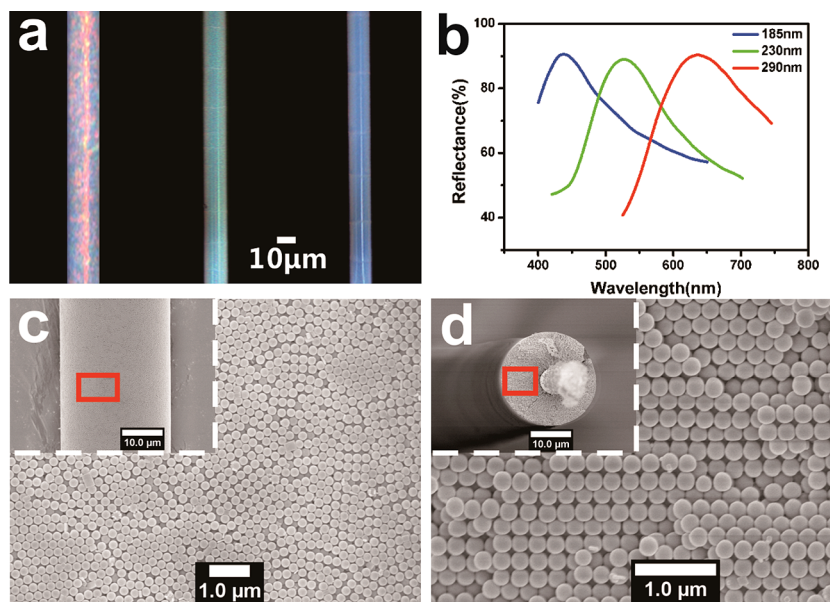 a
10μm
b
185nm
230nm
290nm
Reflectance(%)
100
80
60
40
400 500 600 700 800
Wavelength(nm)
c
10.0 μm
1.0 μm
d
10.0 μm
1.0 μm